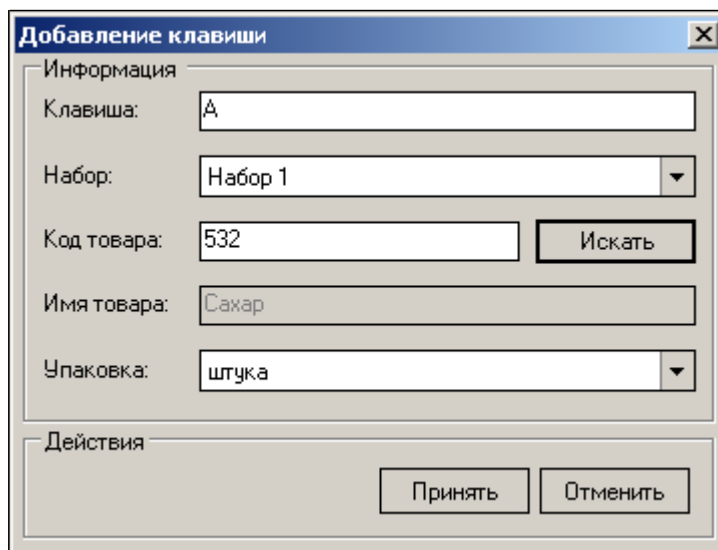 Добавление клавиши
Информация
Клавиша: A
Набор: Набор 1
Код товара: 532 Искать
Имя товара: Сахар
Упаковка: штука
Действия
Принять Отменить